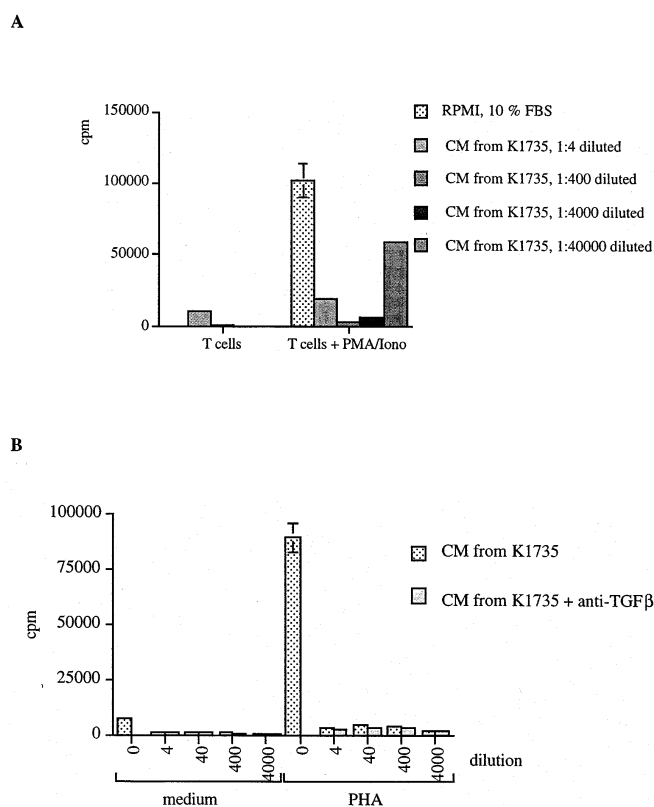 A
150000
100000
50000
0
cpm
T cells
T cells + PMA/Iono
RPMI, 10 % FBS
CM from K1735, 1:4 diluted
CM from K1735, 1:400 diluted
CM from K1735, 1:4000 diluted
CM from K1735, 1:40000 diluted
B
100000
75000
50000
25000
0
cpm
0
4
40
400
4000
0
4
40
400
4000
dilution
medium
PHA
CM from K1735
CM from K1735 + anti-TGFβ